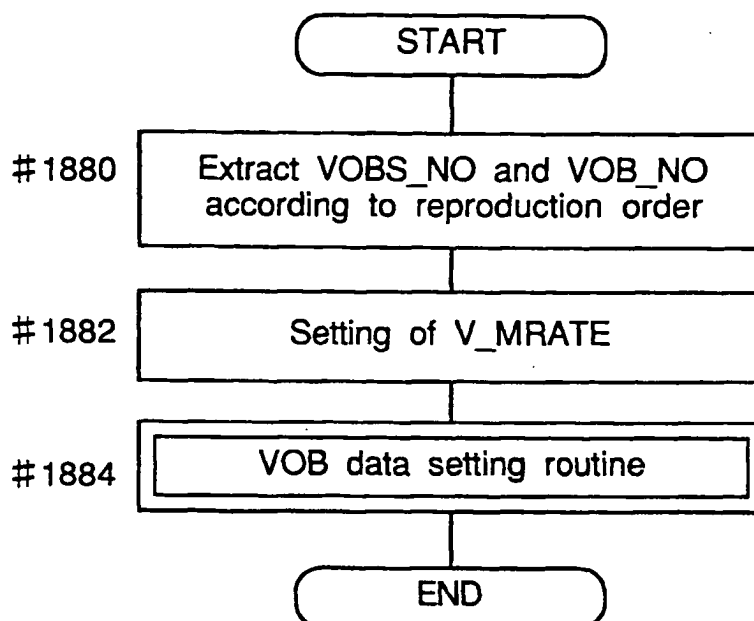 START
#1880
Extract VOBS_NO and VOB_NO
according to reproduction order
#1882
Setting of V_MRATE
#1884
VOB data setting routine
END